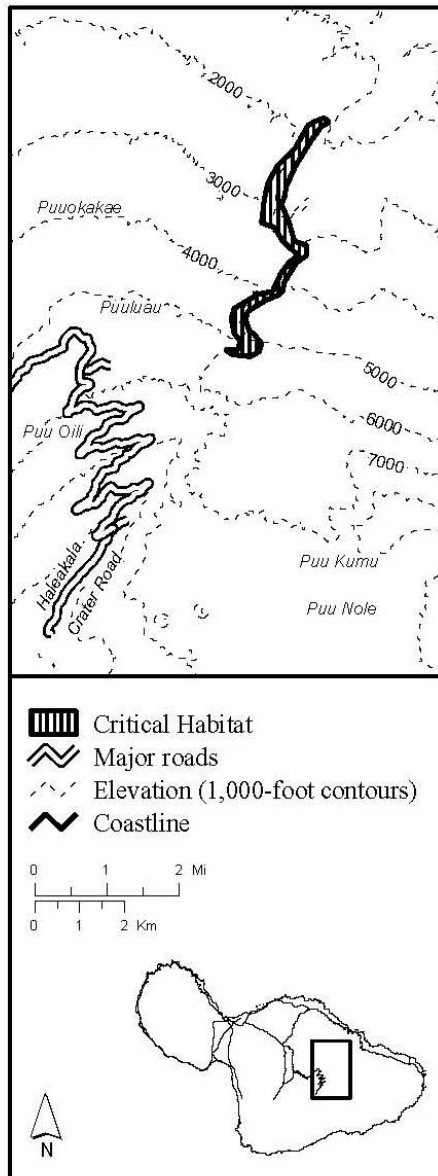 2000
3000
Puuokakae
4000
Puuluau
5000
6000
Puu Oili
7000
Haleakala
Crater Road
Puu Kumu
Puu Nole
Critical Habitat
Major roads
Elevation (1,000-foot contours)
Coastline
0 1 2 Mi
0 1 2 Km
N